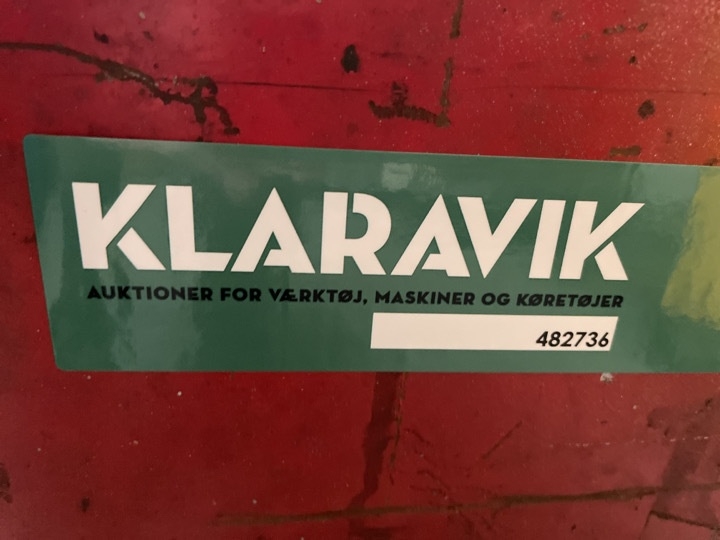 KLARAVIK
AUKTIONER FOR VÆRKTØJ, MASKINER OG KØRETØJER
482736